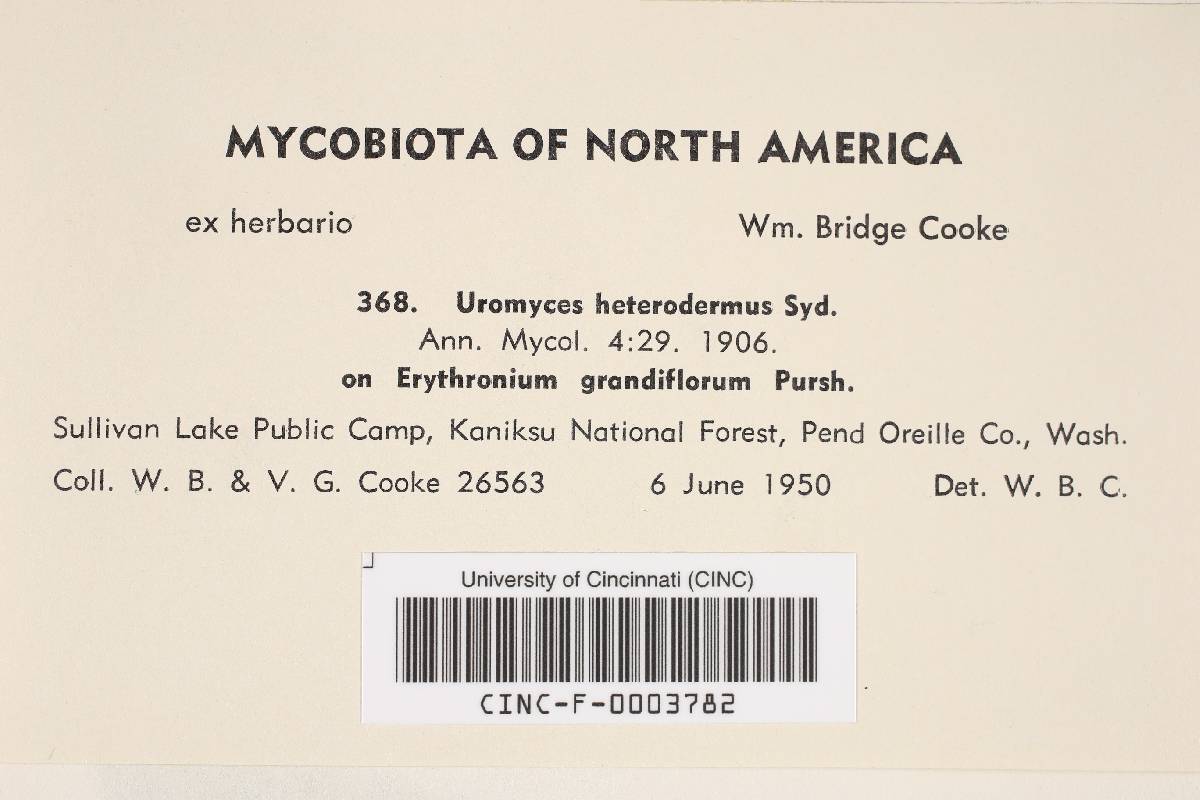 MYCOBIOTA OF NORTH AMERICA
ex herbario Wm. Bridge Cooke
368. Uromyces heterodermus Syd.
Ann. Mycol. 4:29. 1906.
on Erythronium grandiflorum Pursh.
Sullivan Lake Public Camp, Kaniksu National Forest, Pend Oreille Co., Wash.
Coll. W. B. & V. G. Cooke 26563 6 June 1950 Det. W. B. C.
University of Cincinnati (CINC)
CINC-F-0003782